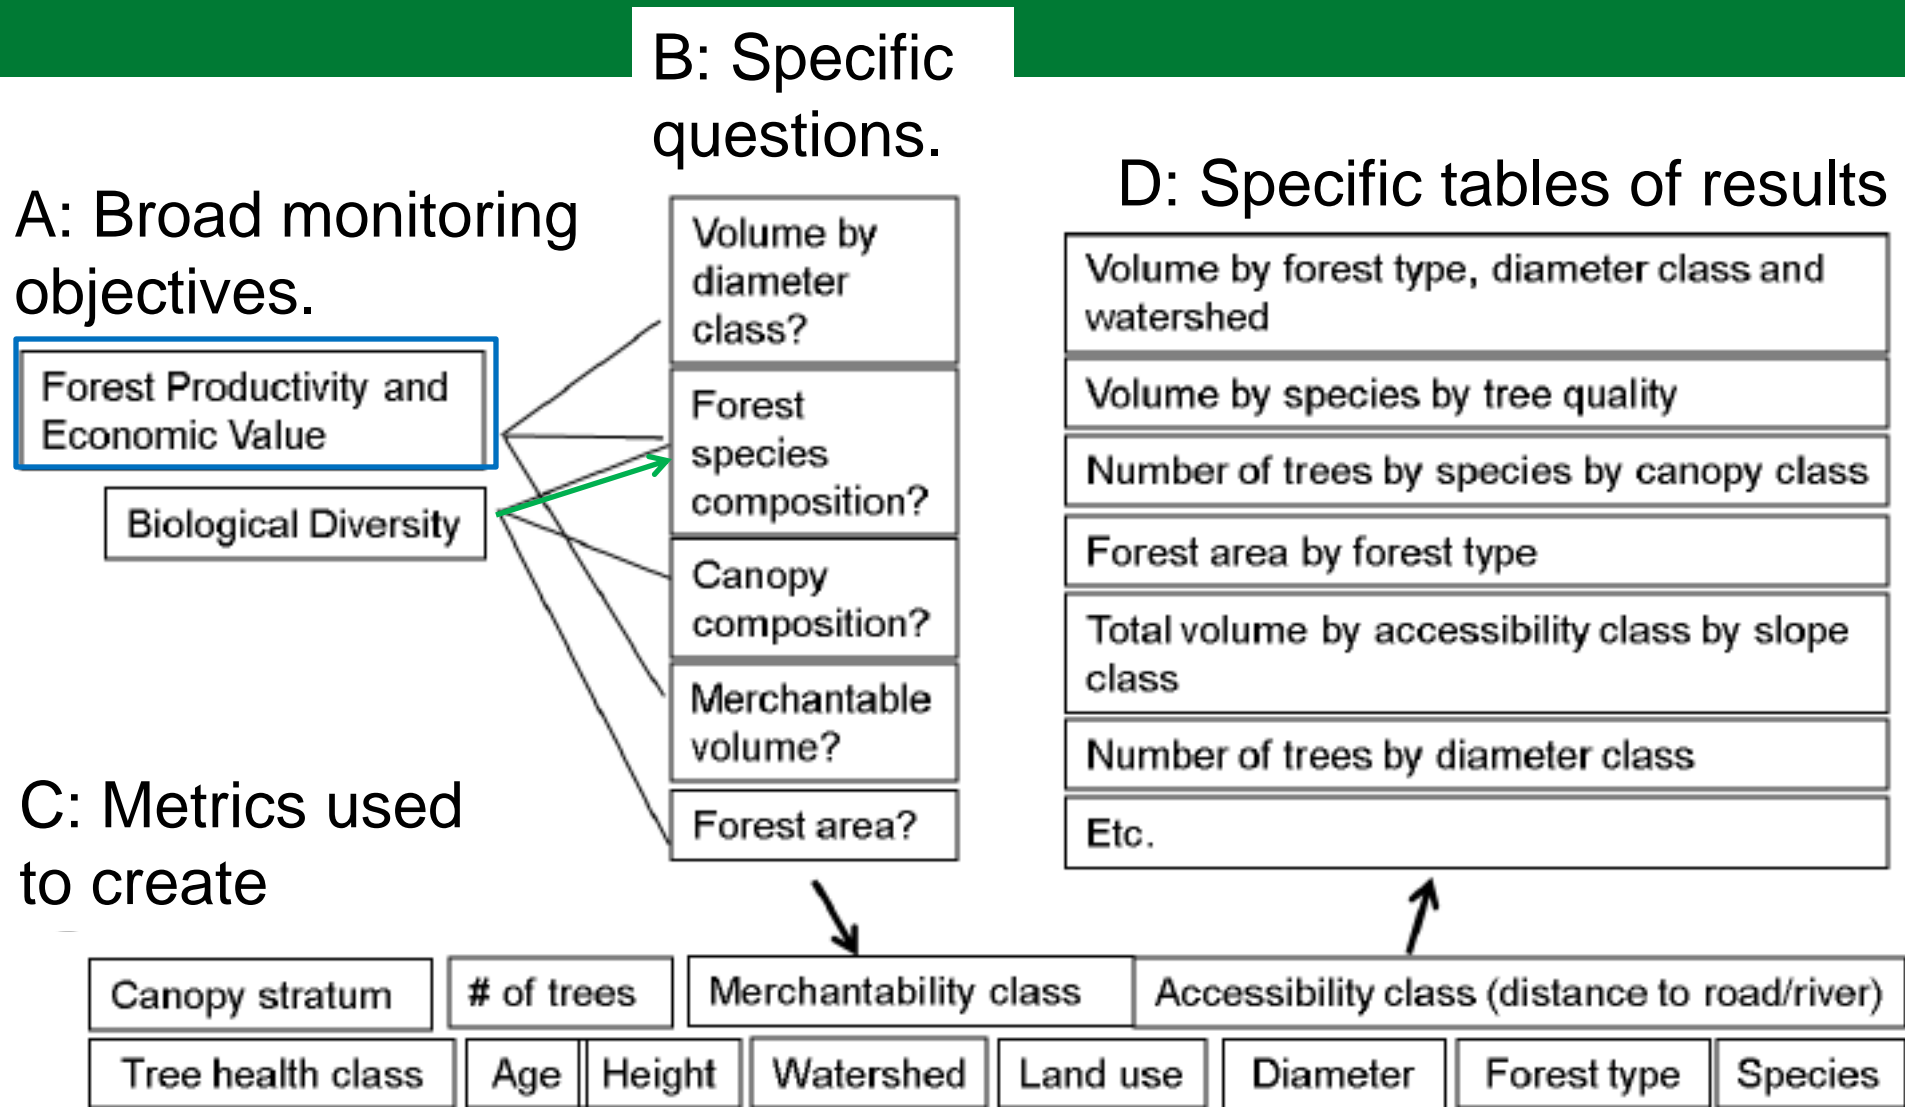 B: Specific
questions.
A: Broad monitoring
objectives.
D: Specific tables of results
Forest Productivity and
Economic Value
Biological Diversity
Volume by
diameter
class?
Forest
species
composition?
Canopy
composition?
Merchantable
volume?
Forest area?
Volume by forest type, diameter class and
watershed
Volume by species by tree quality
Number of trees by species by canopy class
Forest area by forest type
Total volume by accessibility class by slope
class
Number of trees by diameter class
Etc.
C: Metrics used
to create
Canopy stratum
# of trees
Merchantability class
Accessibility class (distance to road/river)
Tree health class
Age
Height
Watershed
Land use
Diameter
Forest type
Species